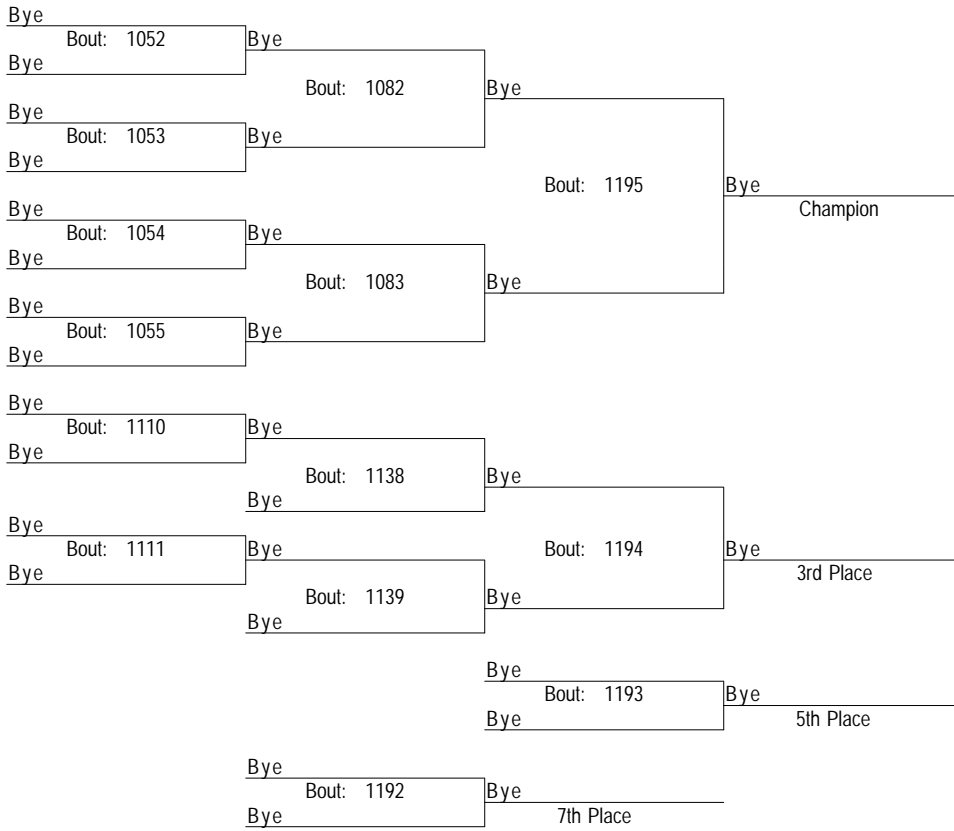 Bye
Bout: 1052 Bye
Bye
Bout: 1082 Bye
Bye
Bout: 1053 Bye
Bye
Bout: 1195 Bye
Champion
Bye
Bout: 1054 Bye
Bye
Bout: 1083 Bye
Bye
Bout: 1055 Bye
Bye
Bye
Bout: 1110 Bye
Bye
Bout: 1138 Bye
Bye
Bye
Bout: 1111 Bye
Bout: 1194 Bye
Bye
3rd Place
Bout: 1139 Bye
Bye
Bye
Bout: 1193 Bye
Bye
5th Place
Bye
Bout: 1192 Bye
Bye
7th Place